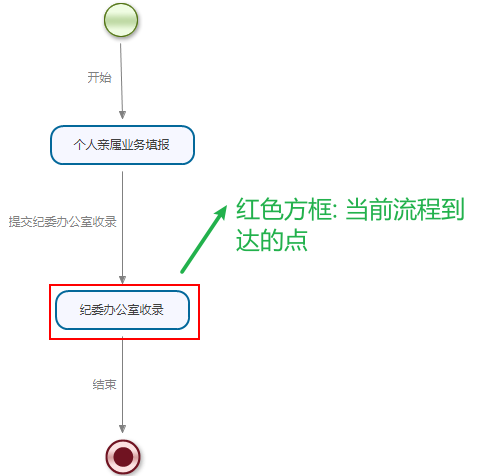 开始
个人亲属业务填报
提交纪委办公室收录
红色方框: 当前流程到
达的点
纪委办公室收录
结束